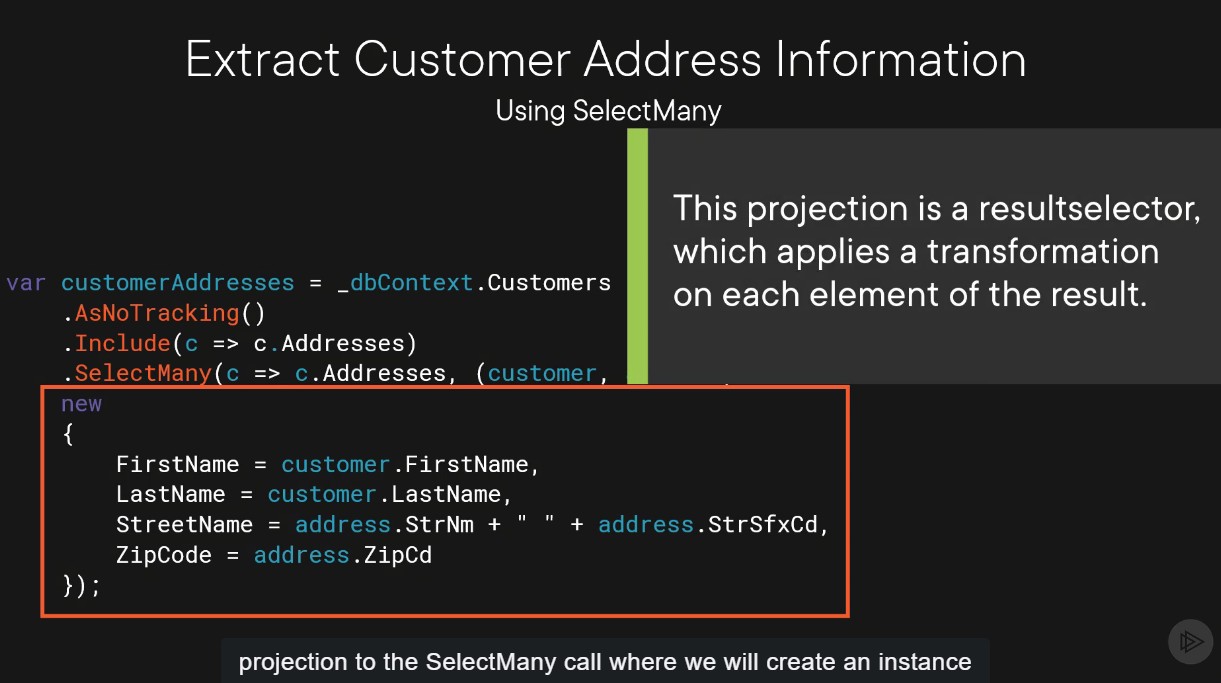 Extract Customer Address Information
Using SelectMany
This projection is a resultselector,
which applies a transformation
on each element of the result.
var customerAddresses = _dbContext.Customers
.AsNoTracking()
.Include(c => c.Addresses)
.SelectMany(c => c.Addresses, (customer,
new
{
FirstName = customer.FirstName,
LastName = customer.LastName,
StreetName = address.StrNm + " " + address.StrSfxCd,
ZipCode = address.ZipCd
});
projection to the SelectMany call where we will create an instance